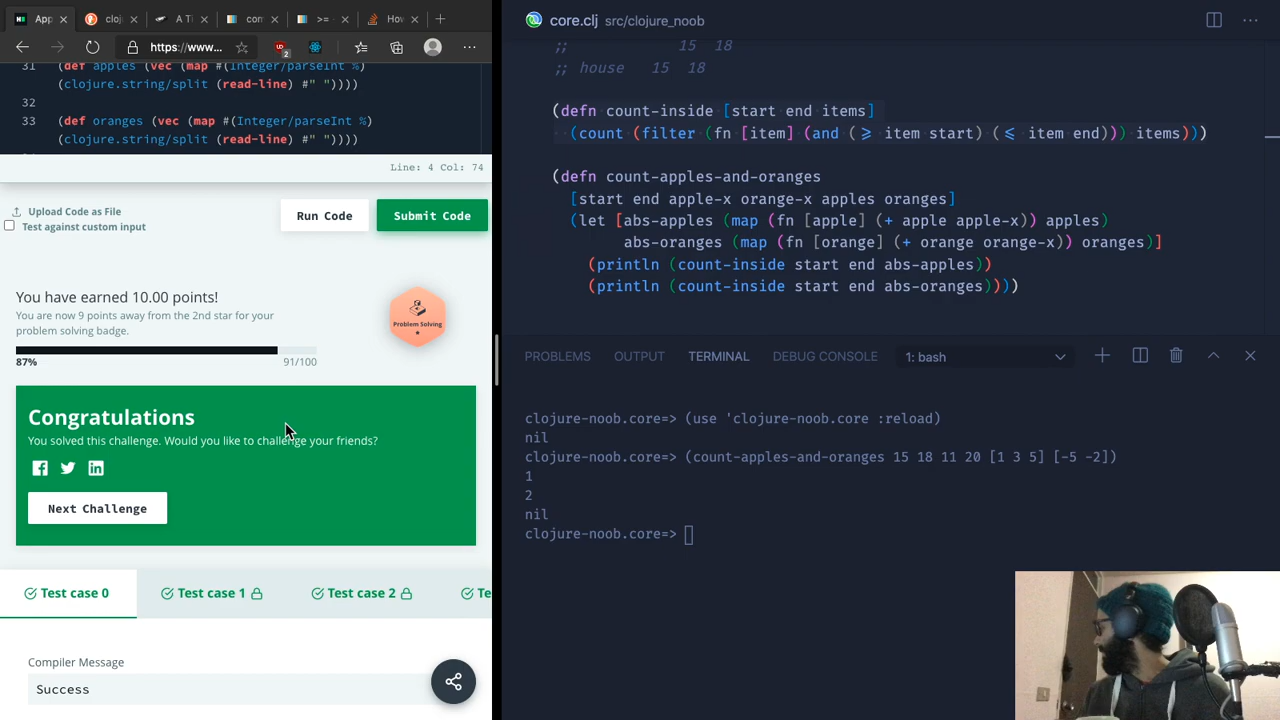 App
cloj
A Ti
con
>=
How
https://www...
2
31 (def apples (vec (map #(Integer/parseInt %)
(clojure.string/split (read-line) #" "))))
32
33 (def oranges (vec (map #(Integer/parseInt %)
(clojure.string/split (read-line) #" "))))
Line: 4 Col: 74
Upload Code as File
Test against custom input
Run Code
Submit Code
You have earned 10.00 points!
You are now 9 points away from the 2nd star for your
problem solving badge.
87%
91/100
Problem Solving
Congratulations
You solved this challenge. Would you like to challenge your friends?
Next Challenge
Test case 0
Test case 1
Test case 2
Te
Compiler Message
Success
core.clj src/clojure_noob
;; 15 18
;; house 15 18
(defn count-inside [start end items]
(count (filter (fn [item] (and (≥ item start) (≤ item end))) items)))
(defn count-apples-and-oranges
[start end apple-x orange-x apples oranges]
(let [abs-apples (map (fn [apple] (+ apple apple-x)) apples)
abs-oranges (map (fn [orange] (+ orange orange-x)) oranges)]
(println (count-inside start end abs-apples))
(println (count-inside start end abs-oranges))))
PROBLEMS
OUTPUT
TERMINAL
DEBUG CONSOLE
1: bash
clojure-noob.core=> (use 'clojure-noob.core :reload)
nil
clojure-noob.core=> (count-apples-and-oranges 15 18 11 20 [1 3 5] [-5 -2])
1
2
nil
clojure-noob.core=>